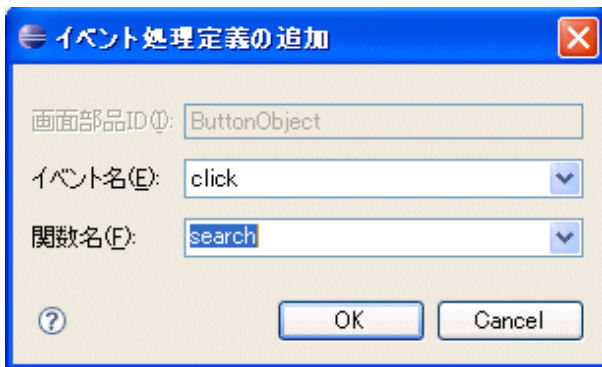 イベント処理定義の追加
画面部品ID(I): ButtonObject
イベント名(E): click
関数名(F): search
? OK Cancel